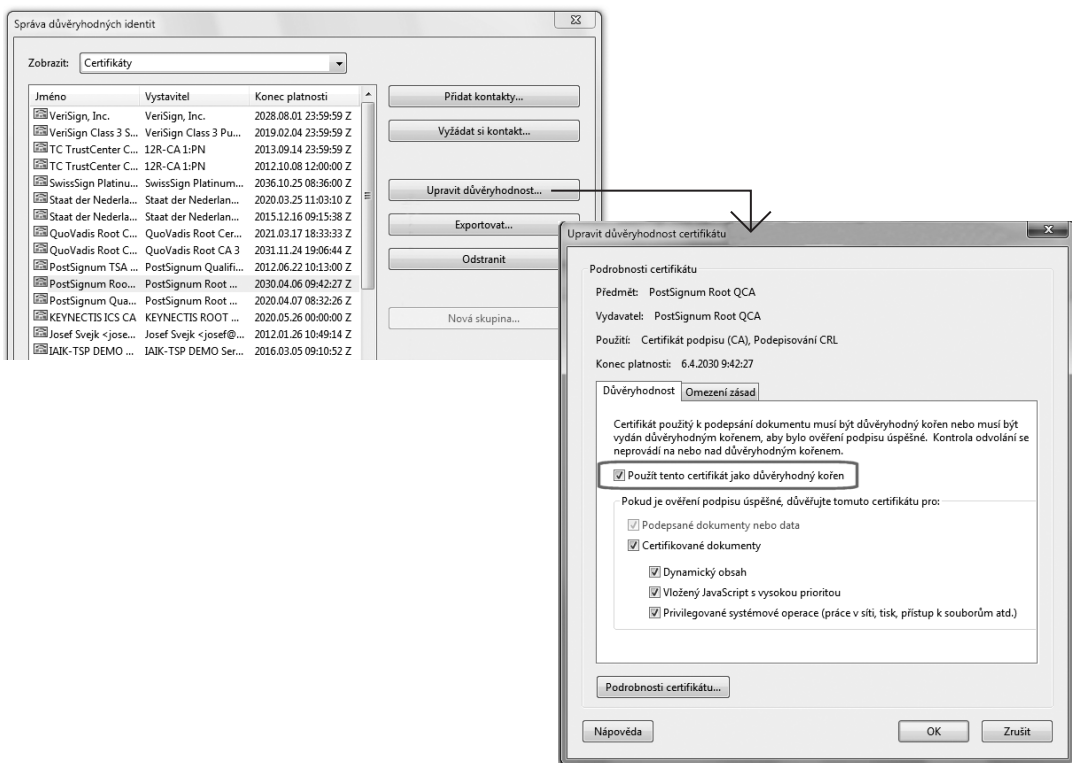 Správa důvěryhodných identit
Zobrazit: Certifikáty
Jméno Vystavitel Konec platnosti
VeriSign, Inc. VeriSign, Inc. 2028.08.01 23:59:59 Z
VeriSign Class 3 S... VeriSign Class 3 Pu... 2019.02.04 23:59:59 Z
TC TrustCenter C... 12R-CA 1:PN 2013.09.14 23:59:59 Z
TC TrustCenter C... 12R-CA 1:PN 2012.10.08 12:00:00 Z
SwissSign Platinu... SwissSign Platinum... 2036.10.25 08:36:00 Z
Staat der Nederla... Staat der Nederlan... 2020.03.25 11:03:10 Z
Staat der Nederla... Staat der Nederlan... 2015.12.16 09:15:38 Z
QuoVadis Root C... QuoVadis Root Cer... 2021.03.17 18:33:33 Z
QuoVadis Root C... QuoVadis Root CA 3 2031.11.24 19:06:44 Z
PostSignum TSA ... PostSignum Qualifi... 2012.06.22 10:13:00 Z
PostSignum Roo... PostSignum Root ... 2030.04.06 09:42:27 Z
PostSignum Qua... PostSignum Root ... 2020.04.07 08:32:26 Z
KEYNECTIS ICS CA KEYNECTIS ROOT ... 2020.05.26 00:00:00 Z
Josef Svejk <jose... Josef Svejk <josef@... 2012.01.26 10:49:14 Z
IAIK-TSP DEMO ... IAIK-TSP DEMO Ser... 2016.03.05 09:10:52 Z
Přidat kontakty...
Vyžádat si kontakt...
Upravit důvěryhodnost...
Exportovat...
Odstranit
Nová skupina...
Upravit důvěryhodnost certifikátu
Podrobnosti certifikátu
Předmět: PostSignum Root QCA
Vydavatel: PostSignum Root QCA
Použití: Certifikát podpisu (CA), Podepisování CRL
Konec platnosti: 6.4.2030 9:42:27
Důvěryhodnost Omezení zásad
Certifikát použitý k podepsání dokumentu musí být důvěryhodný kořen nebo musí být
vydán důvěryhodným kořenem, aby bylo ověření podpisu úspěšné. Kontrola odvolání se
neprovádí na nebo nad důvěryhodným kořenem.
Použít tento certifikát jako důvěryhodný kořen
Pokud je ověření podpisu úspěšné, důvěřujte tomuto certifikátu pro:
Podepsané dokumenty nebo data
Certifikované dokumenty
Dynamický obsah
Vložený JavaScript s vysokou prioritou
Privilegované systémové operace (práce v síti, tisk, přístup k souborům atd.)
Podrobnosti certifikátu...
Nápověda OK Zrušit